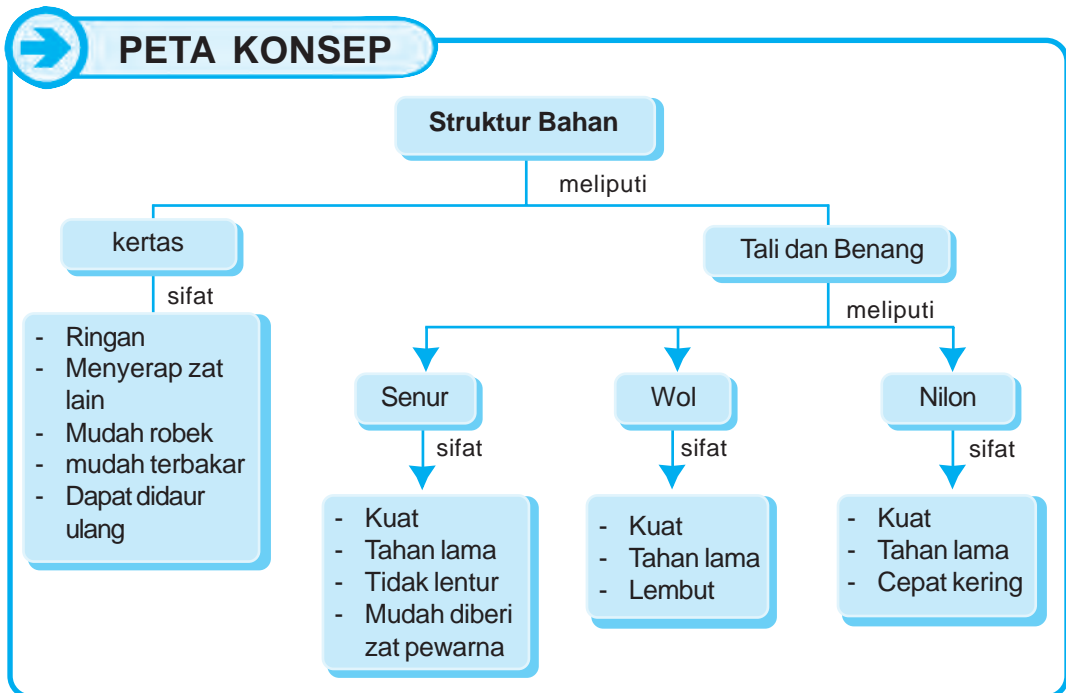 PETA KONSEP
Struktur Bahan
meliputi
kertas
Tali dan Benang
sifat
meliputi
- Ringan
- Menyerap zat
lain
- Mudah robek
- mudah terbakar
- Dapat didaur
ulang
Senur
Wol
Nilon
sifat
sifat
sifat
- Kuat
- Tahan lama
- Tidak lentur
- Mudah diberi
zat pewarna
- Kuat
- Tahan lama
- Lembut
- Kuat
- Tahan lama
- Cepat kering